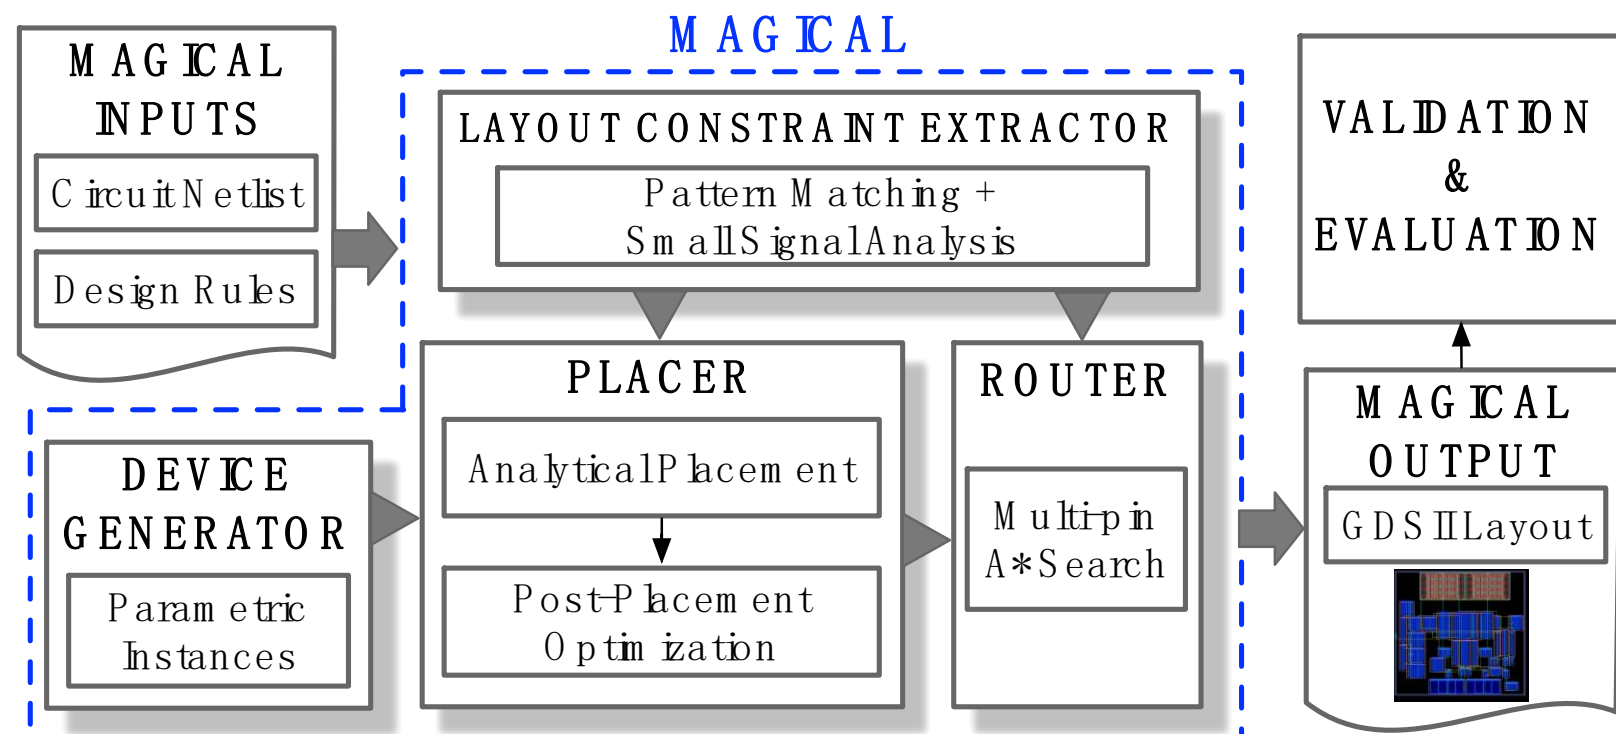 MAGICAL
MAGICAL
INPUTS
Circuit Netlist
Design Rules
LAYOUT CONSTRAINT EXTRACTOR
Pattern Matching +
Small Signal Analysis
DEVICE
GENERATOR
Parametric
Instances
PLACER
Analytical Placement
Post-Placement
Optimization
ROUTER
Multi-pin
A* Search
VALIDATION
&
EVALUATION
MAGICAL
OUTPUT
GDSII Layout